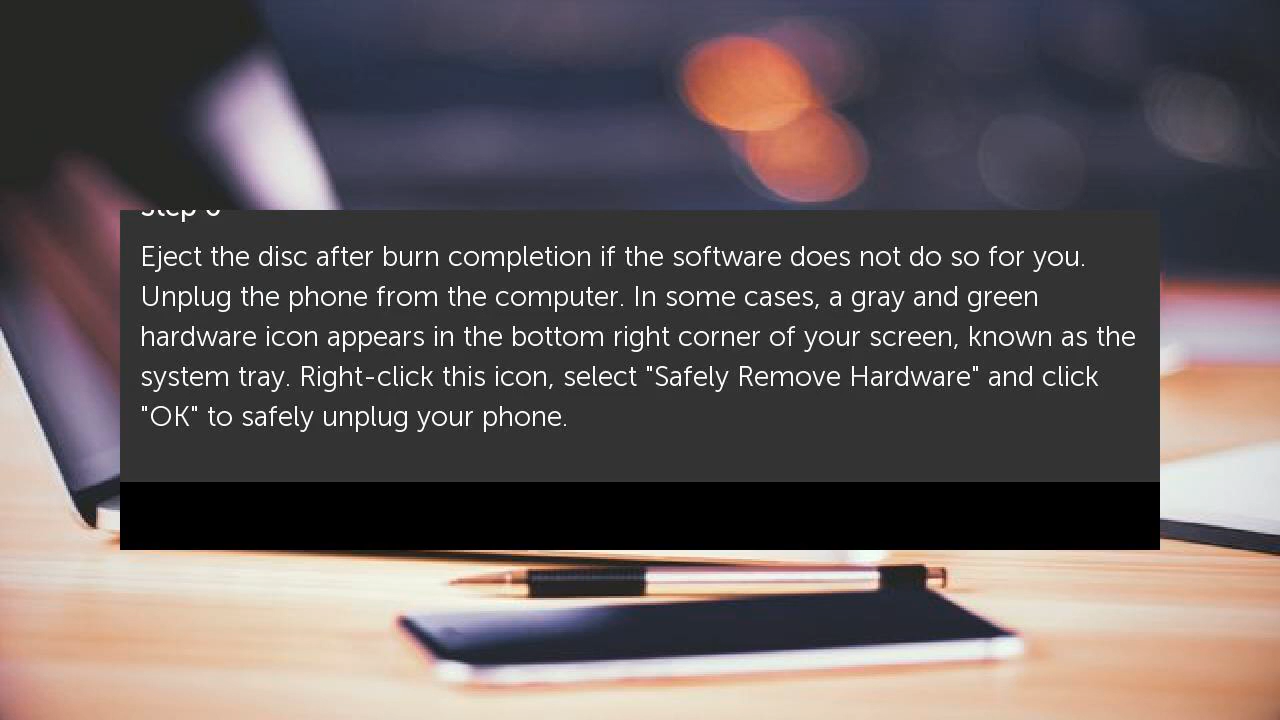 Eject the disc after burn completion if the software does not do so for you.
Unplug the phone from the computer. In some cases, a gray and green
hardware icon appears in the bottom right corner of your screen, known as the
system tray. Right-click this icon, select "Safely Remove Hardware" and click
"OK" to safely unplug your phone.